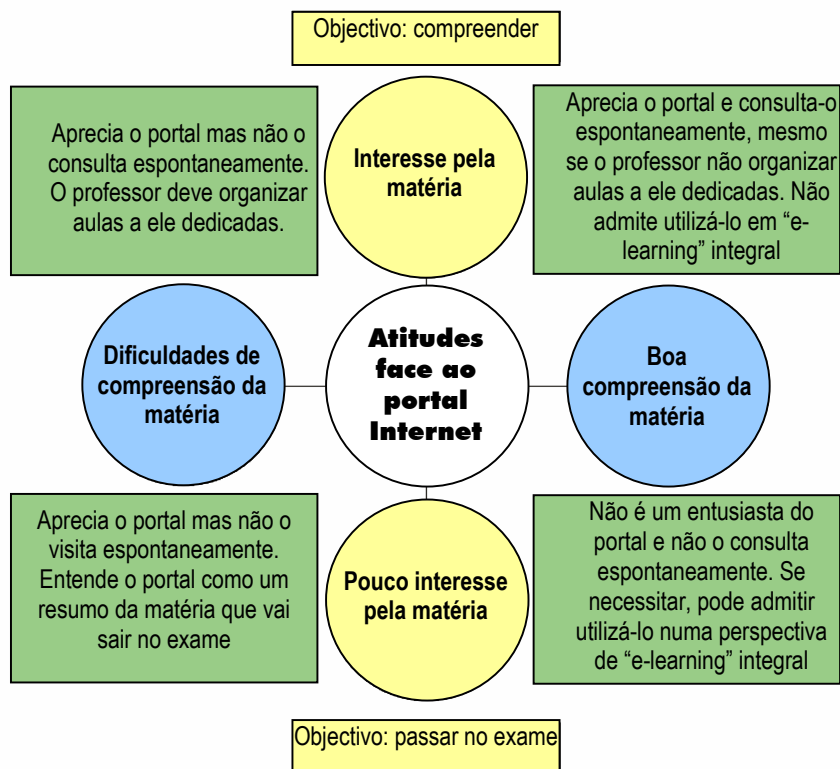 Objectivo: compreender
Aprecia o portal mas não o
consulta espontaneamente.
O professor deve organizar
aulas a ele dedicadas.
Interesse pela
matéria
Aprecia o portal e consulta-o
espontaneamente, mesmo
se o professor não organizar
aulas a ele dedicadas. Não
admite utilizá-lo em “e-
learning” integral
Dificuldades de
compreensão da
matéria
Atitudes
face ao
portal
Internet
Boa
compreensão da
matéria
Aprecia o portal mas não o
visita espontaneamente.
Entende o portal como um
resumo da matéria que vai
sair no exame
Pouco interesse
pela matéria
Não é um entusiasta do
portal e não o consulta
espontaneamente. Se
necessitar, pode admitir
utilizá-lo numa perspectiva
de “e-learning” integral
Objectivo: passar no exame